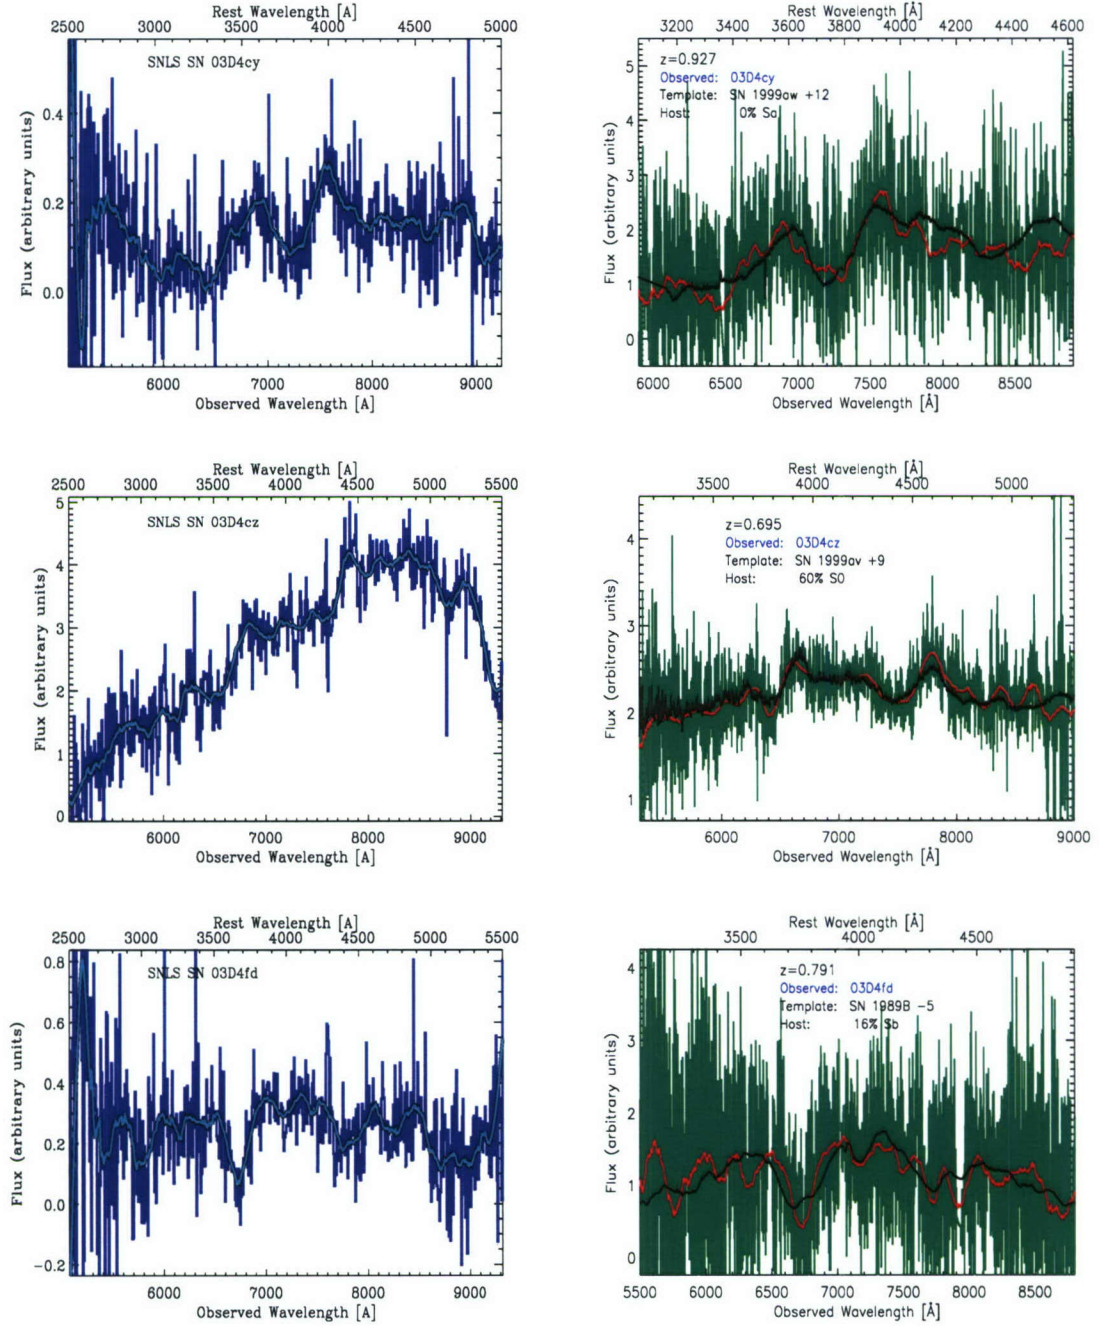 Rest Wavelength [A]
2500 3000 3500 4000 4500 5000
SNLS SN 03D4cy
0.4
0.2
0.0
Flux (arbitrary units)
6000 7000 8000 9000
Observed Wavelength [A]
Rest Wavelength [Å]
3200 3400 3600 3800 4000 4200 4400 4600
z=0.927
Observed: 03D4cy
Template: SN 1999aw +12
Host: 0% Sa
5
4
3
2
1
0
Flux (arbitrary units)
6000 6500 7000 7500 8000 8500
Observed Wavelength [Å]
Rest Wavelength [A]
2500 3000 3500 4000 4500 5000 5500
SNLS SN 03D4cz
5
4
3
2
1
0
Flux (arbitrary units)
6000 7000 8000 9000
Observed Wavelength [A]
Rest Wavelength [Å]
3500 4000 4500 5000
z=0.695
Observed: 03D4cz
Template: SN 1999av +9
Host: 60% S0
4
3
2
1
Flux (arbitrary units)
6000 7000 8000 9000
Observed Wavelength [Å]
Rest Wavelength [A]
2500 3000 3500 4000 4500 5000 5500
SNLS SN 03D4fd
0.8
0.6
0.4
0.2
0.0
-0.2
Flux (arbitrary units)
6000 7000 8000 9000
Observed Wavelength [A]
Rest Wavelength [Å]
3500 4000 4500
z=0.791
Observed: 03D4fd
Template: SN 1989B -5
Host: 16% Sb
4
3
2
1
0
Flux (arbitrary units)
5500 6000 6500 7000 7500 8000 8500
Observed Wavelength [Å]